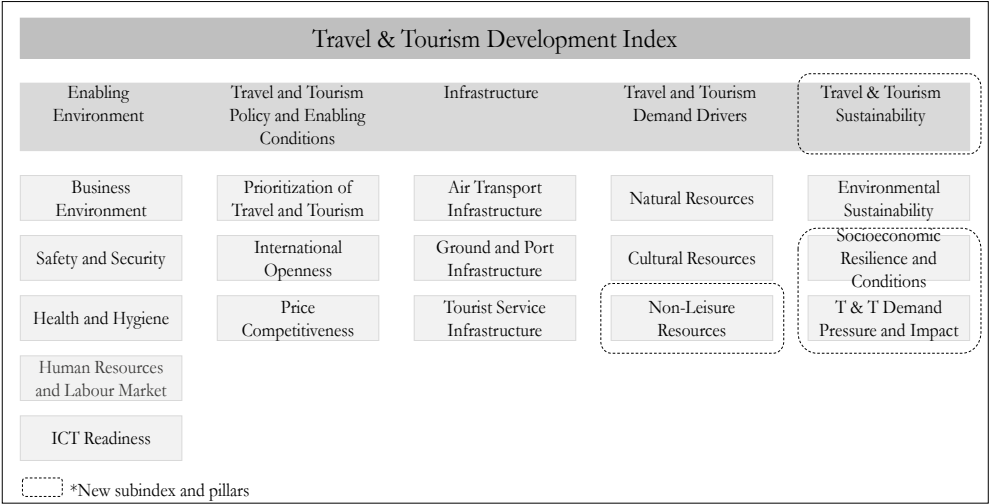 Travel & Tourism Development Index
Enabling
Environment
Travel and Tourism
Policy and Enabling
Conditions
Infrastructure
Travel and Tourism
Demand Drivers
Travel & Tourism
Sustainability
Business
Environment
Prioritization of
Travel and Tourism
Air Transport
Infrastructure
Natural Resources
Environmental
Sustainability
Safety and Security
International
Openness
Ground and Port
Infrastructure
Cultural Resources
Socioeconomic
Resilience and
Conditions
Health and Hygiene
Price
Competitiveness
Tourist Service
Infrastructure
Non-Leisure
Resources
T & T Demand
Pressure and Impact
Human Resources
and Labour Market
ICT Readiness
*New subindex and pillars